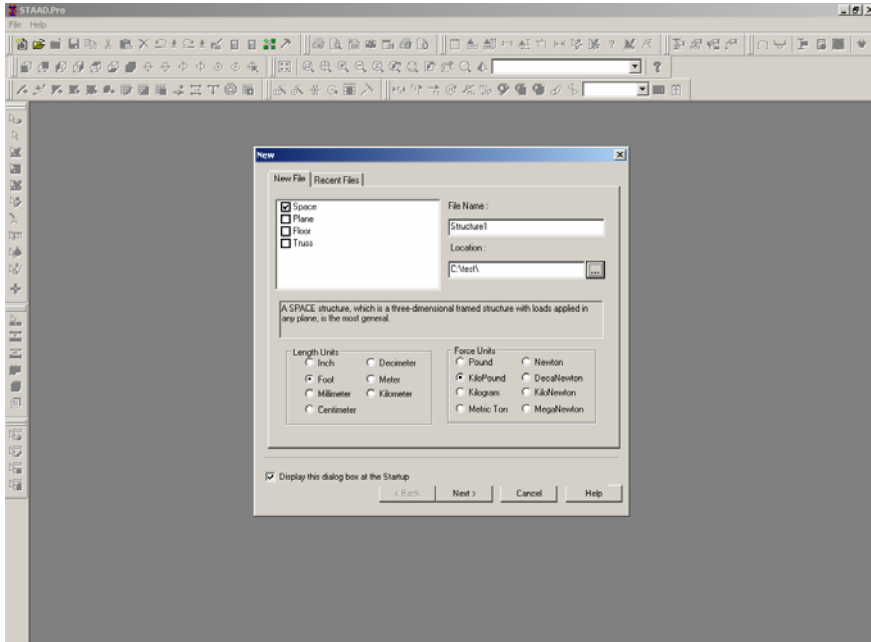 STAAD.Pro
File Help
New
New File Recent Files
Space
Plane
Floor
Truss
File Name :
Structure1
Location :
C:\test\
...
A SPACE structure, which is a three-dimensional framed structure with loads applied in
any plane, is the most general.
Length Units
Inch Decimeter
Foot Meter
Millimeter Kilometer
Centimeter
Force Units
Pound Newton
KiloPound DecaNewton
Kilogram KiloNewton
Metric Ton MegaNewton
Display this dialog box at the Startup
< Back Next > Cancel Help